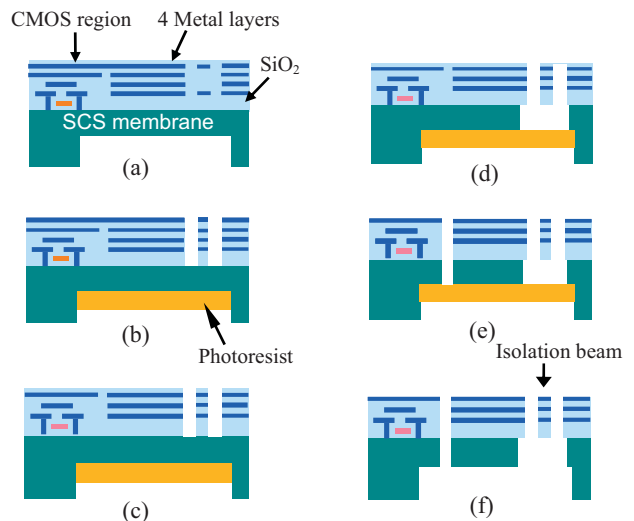 CMOS region
4 Metal layers
SiO₂
SCS membrane
(a)
(d)
(b)
Photoresist
(e)
Isolation beam
(c)
(f)